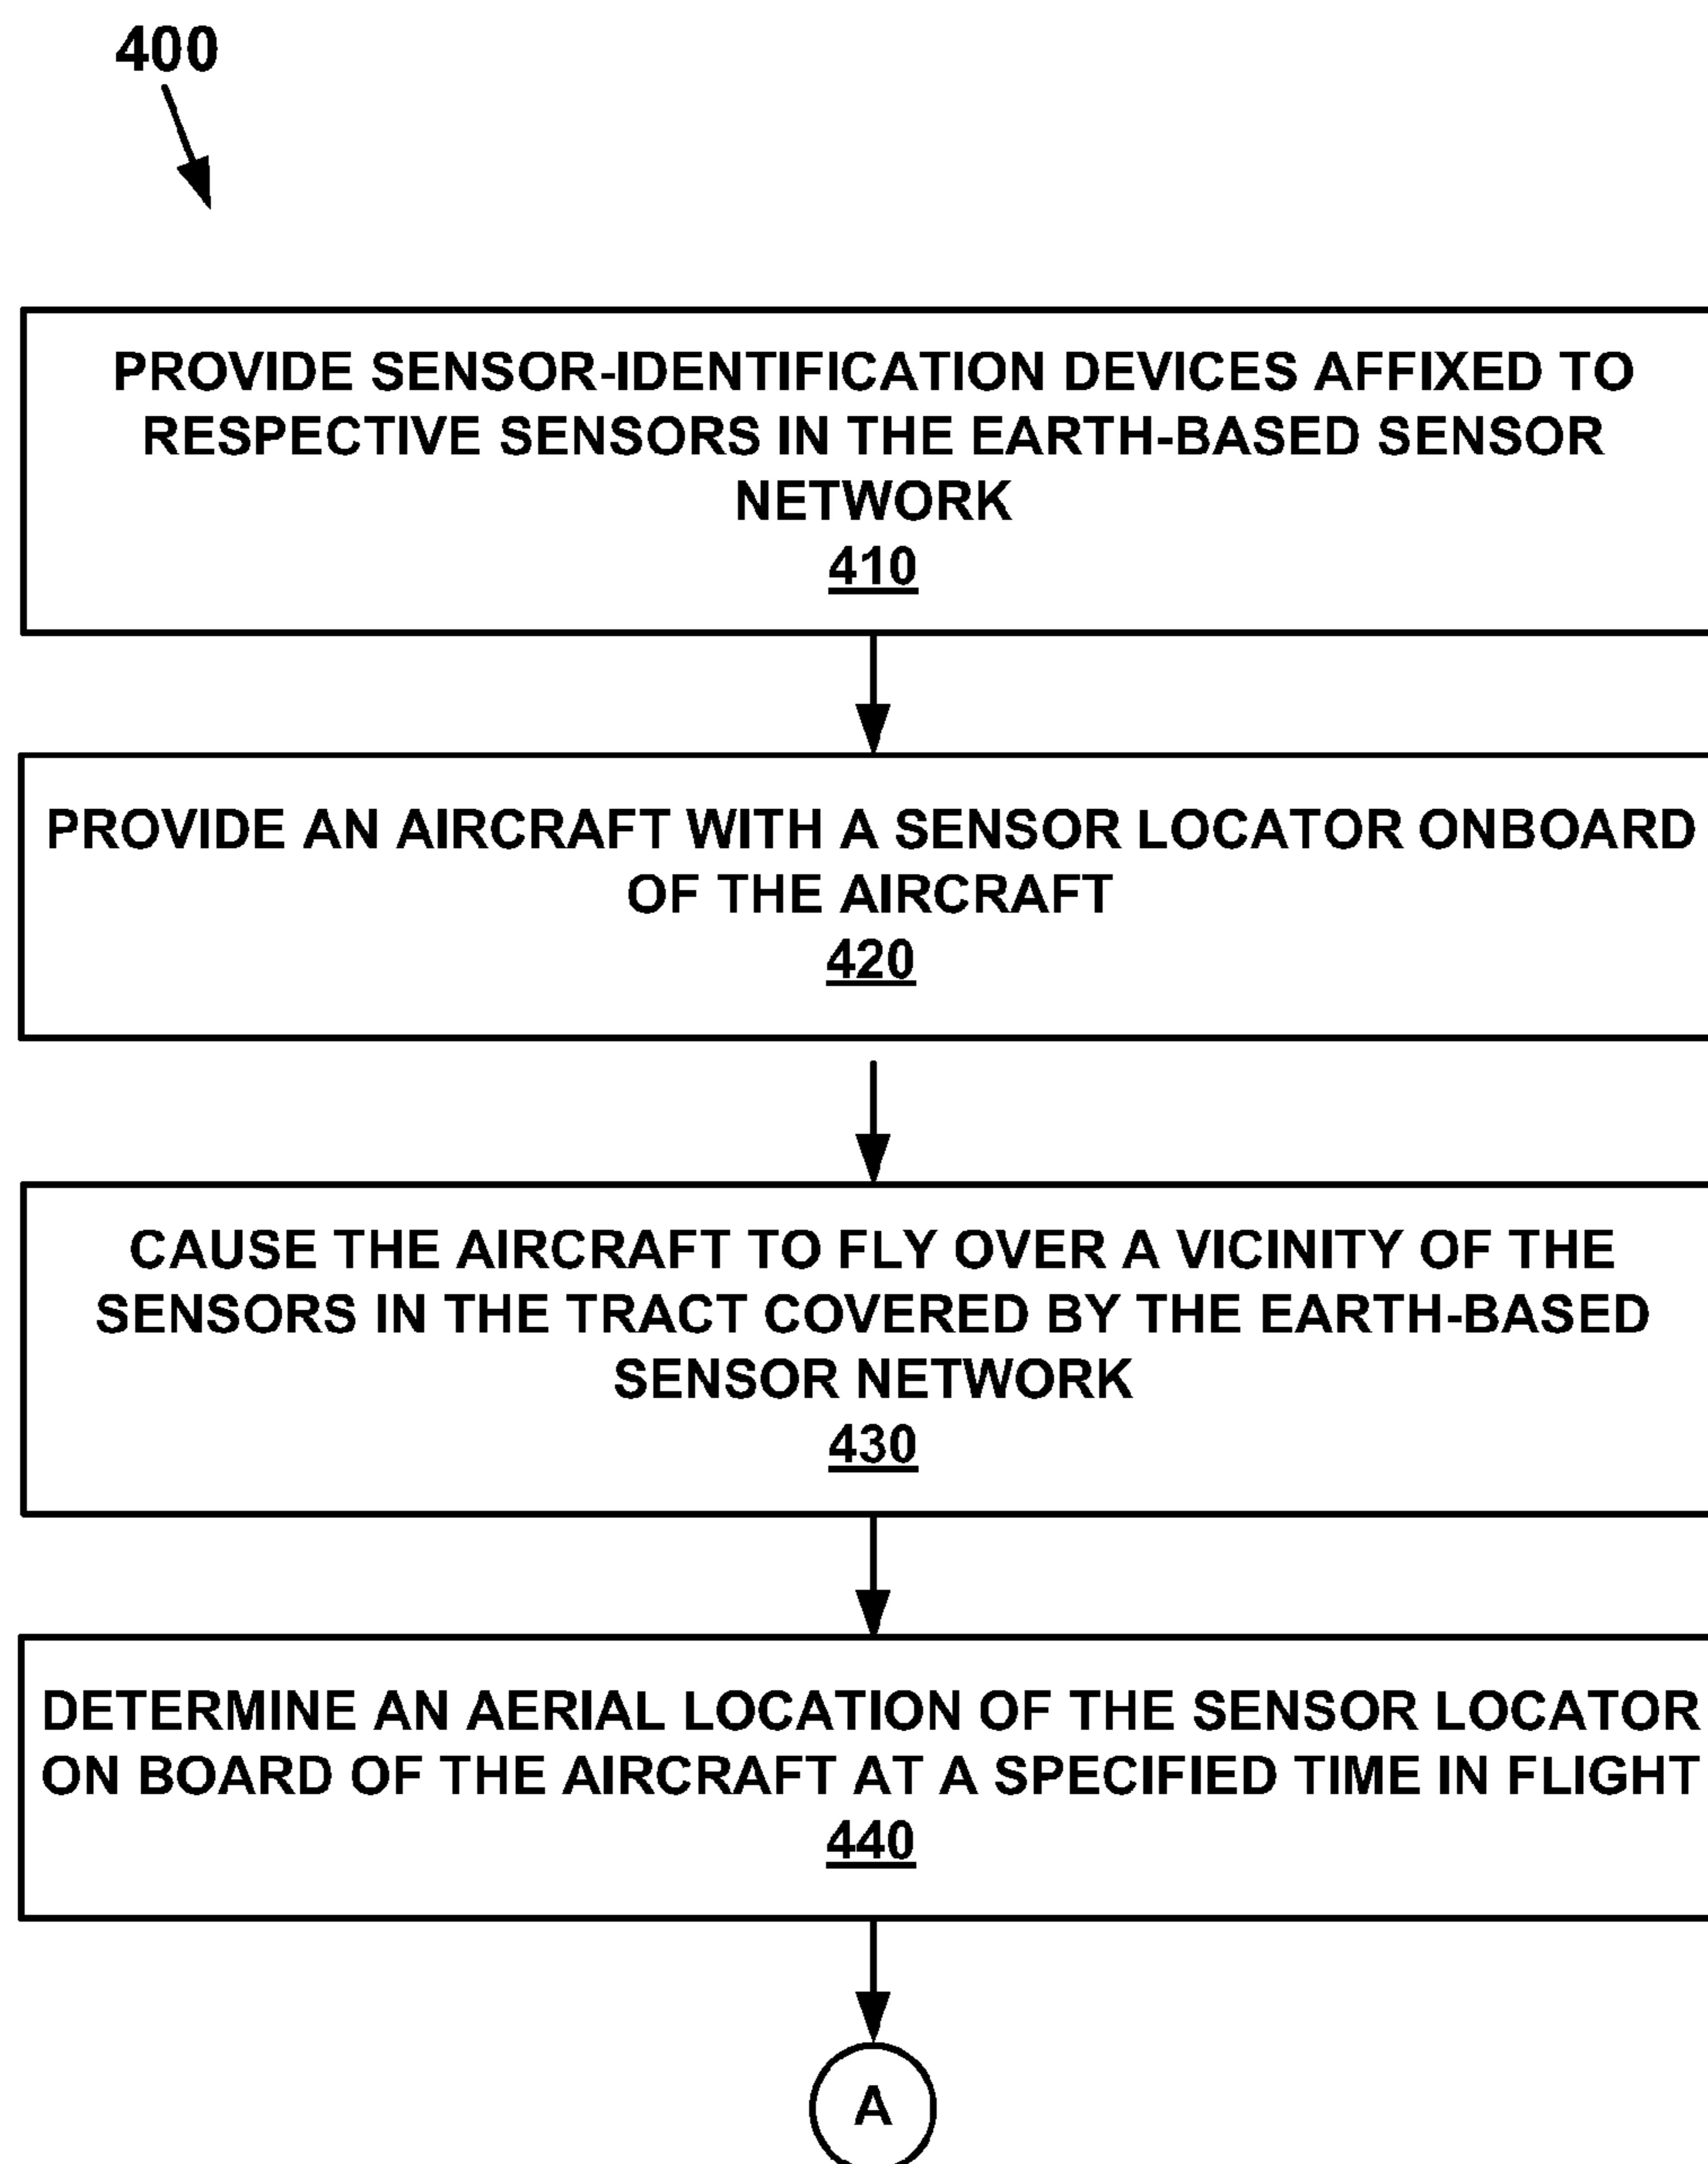 400
PROVIDE SENSOR-IDENTIFICATION DEVICES AFFIXED TO
RESPECTIVE SENSORS IN THE EARTH-BASED SENSOR
NETWORK
410
PROVIDE AN AIRCRAFT WITH A SENSOR LOCATOR ONBOARD
OF THE AIRCRAFT
420
CAUSE THE AIRCRAFT TO FLY OVER A VICINITY OF THE
SENSORS IN THE TRACT COVERED BY THE EARTH-BASED
SENSOR NETWORK
430
DETERMINE AN AERIAL LOCATION OF THE SENSOR LOCATOR
ON BOARD OF THE AIRCRAFT AT A SPECIFIED TIME IN FLIGHT
440
A